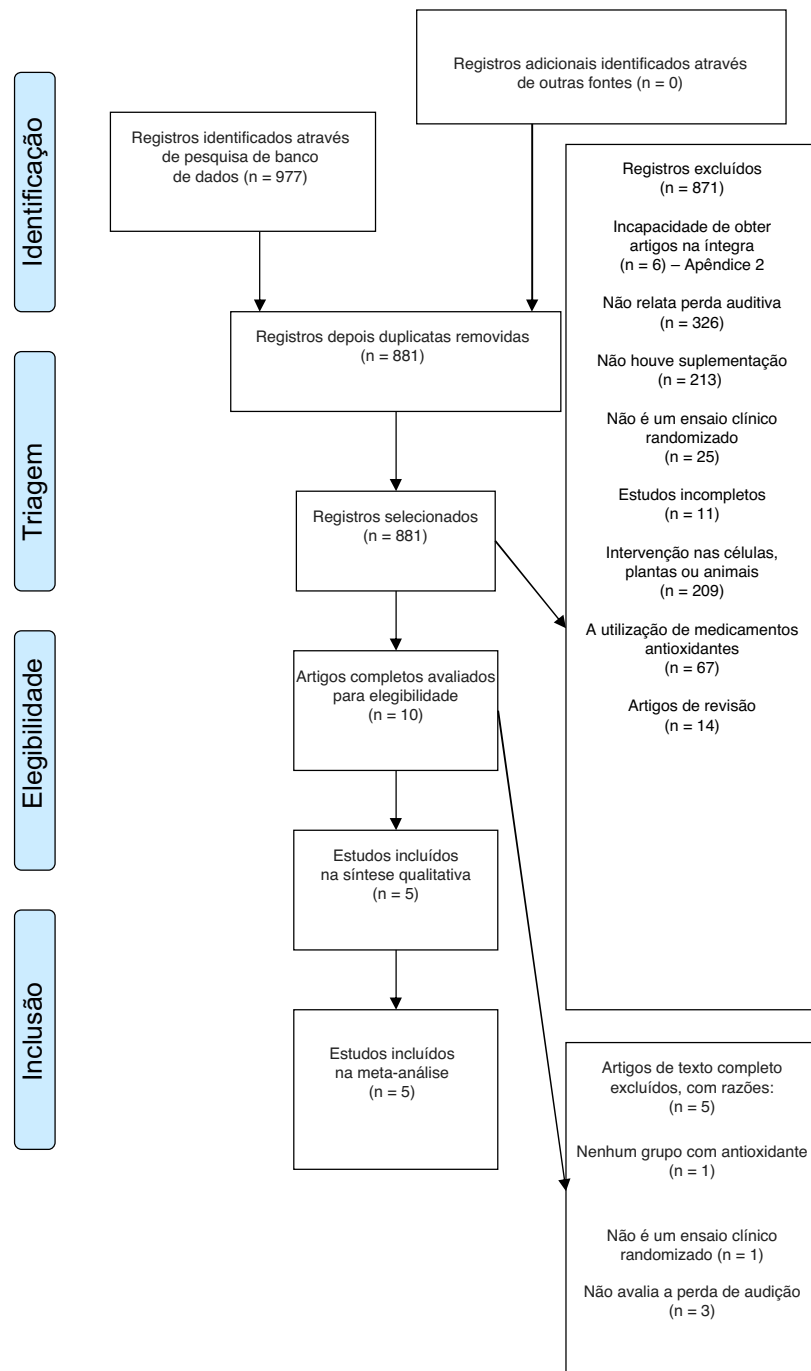 Identificação
Registros adicionais identificados através
de outras fontes (n = 0)
Registros identificados através
de pesquisa de banco
de dados (n = 977)
Registros depois duplicatas removidas
(n = 881)
Triagem
Registros selecionados
(n = 881)
Registros excluídos
(n = 871)
Incapacidade de obter
artigos na íntegra
(n = 6) – Apêndice 2
Não relata perda auditiva
(n = 326)
Não houve suplementação
(n = 213)
Não é um ensaio clínico
randomizado
(n = 25)
Estudos incompletos
(n = 11)
Intervenção nas células,
plantas ou animais
(n = 209)
A utilização de medicamentos
antioxidantes
(n = 67)
Artigos de revisão
(n = 14)
Elegibilidade
Artigos completos avaliados
para elegibilidade
(n = 10)
Estudos incluídos
na síntese qualitativa
(n = 5)
Inclusão
Estudos incluídos
na meta-análise
(n = 5)
Artigos de texto completo
excluídos, com razões:
(n = 5)
Nenhum grupo com antioxidante
(n = 1)
Não é um ensaio clínico
randomizado (n = 1)
Não avalia a perda de audição
(n = 3)